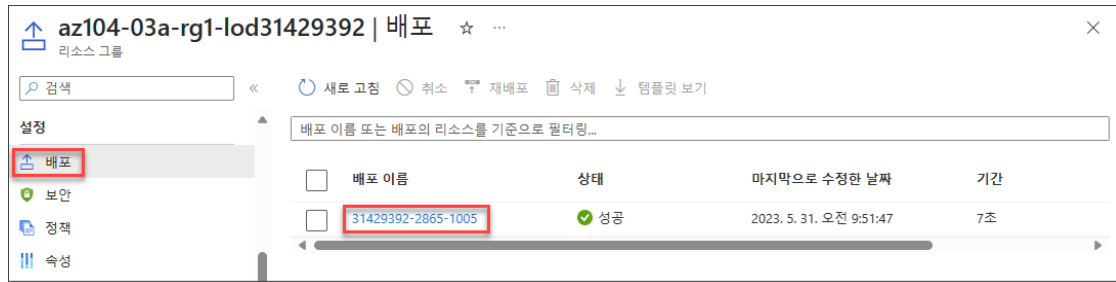 az104-03a-rg1-lod31429392 | 배포 ☆ ···
리소스 그룹
검색
새로 고침 취소 재배포 삭제 템플릿 보기
설정
배포 이름 또는 배포의 리소스를 기준으로 필터링...
배포
보안
정책
속성
배포 이름 상태 마지막으로 수정한 날짜 기간
31429392-2865-1005 성공 2023. 5. 31. 오전 9:51:47 7초